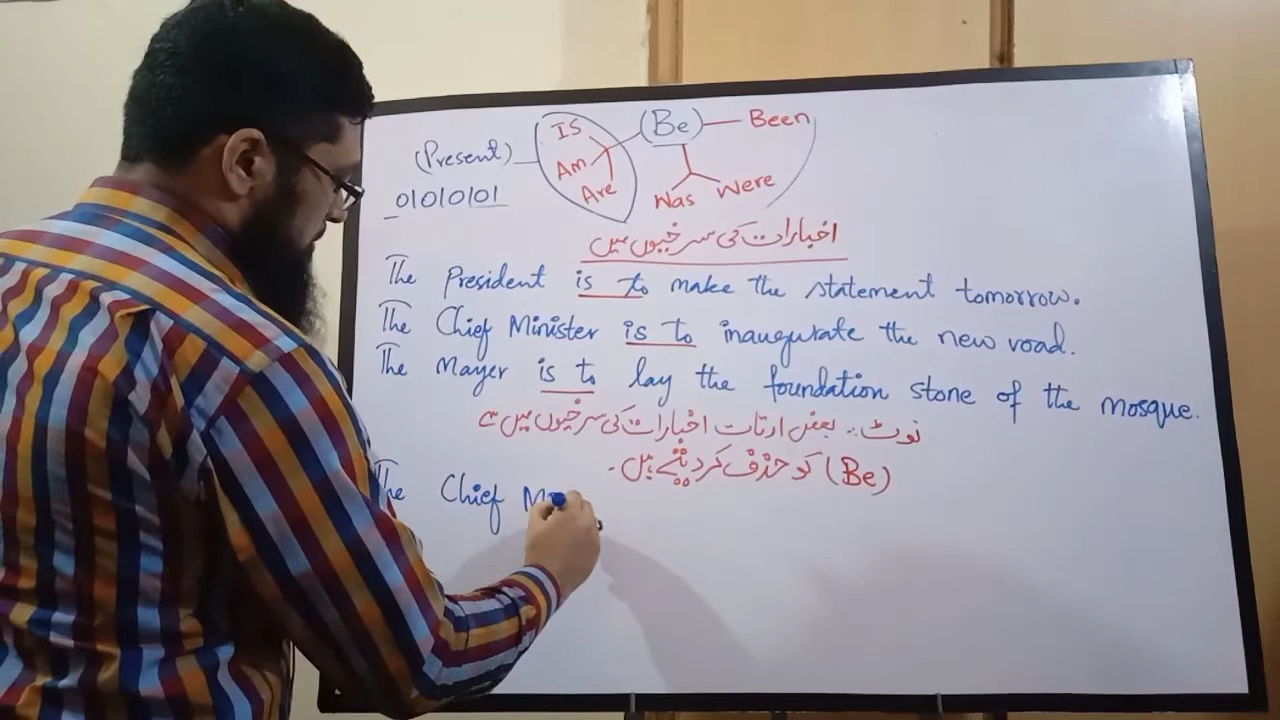 (Be) Been
Is
(Present) Am
Are
Was Were
01010101
اخبارات کی سرخیوں میں
The President is to make the statement tomorrow.
The Chief Minister is to inaugurate the new road.
The Mayer is to lay the foundation stone of the mosque.
نوٹ :۔ بعض اوقات اخبارات کی سرخیوں میں سے
(Be) کو حذف کر دیتے ہیں۔
The Chief